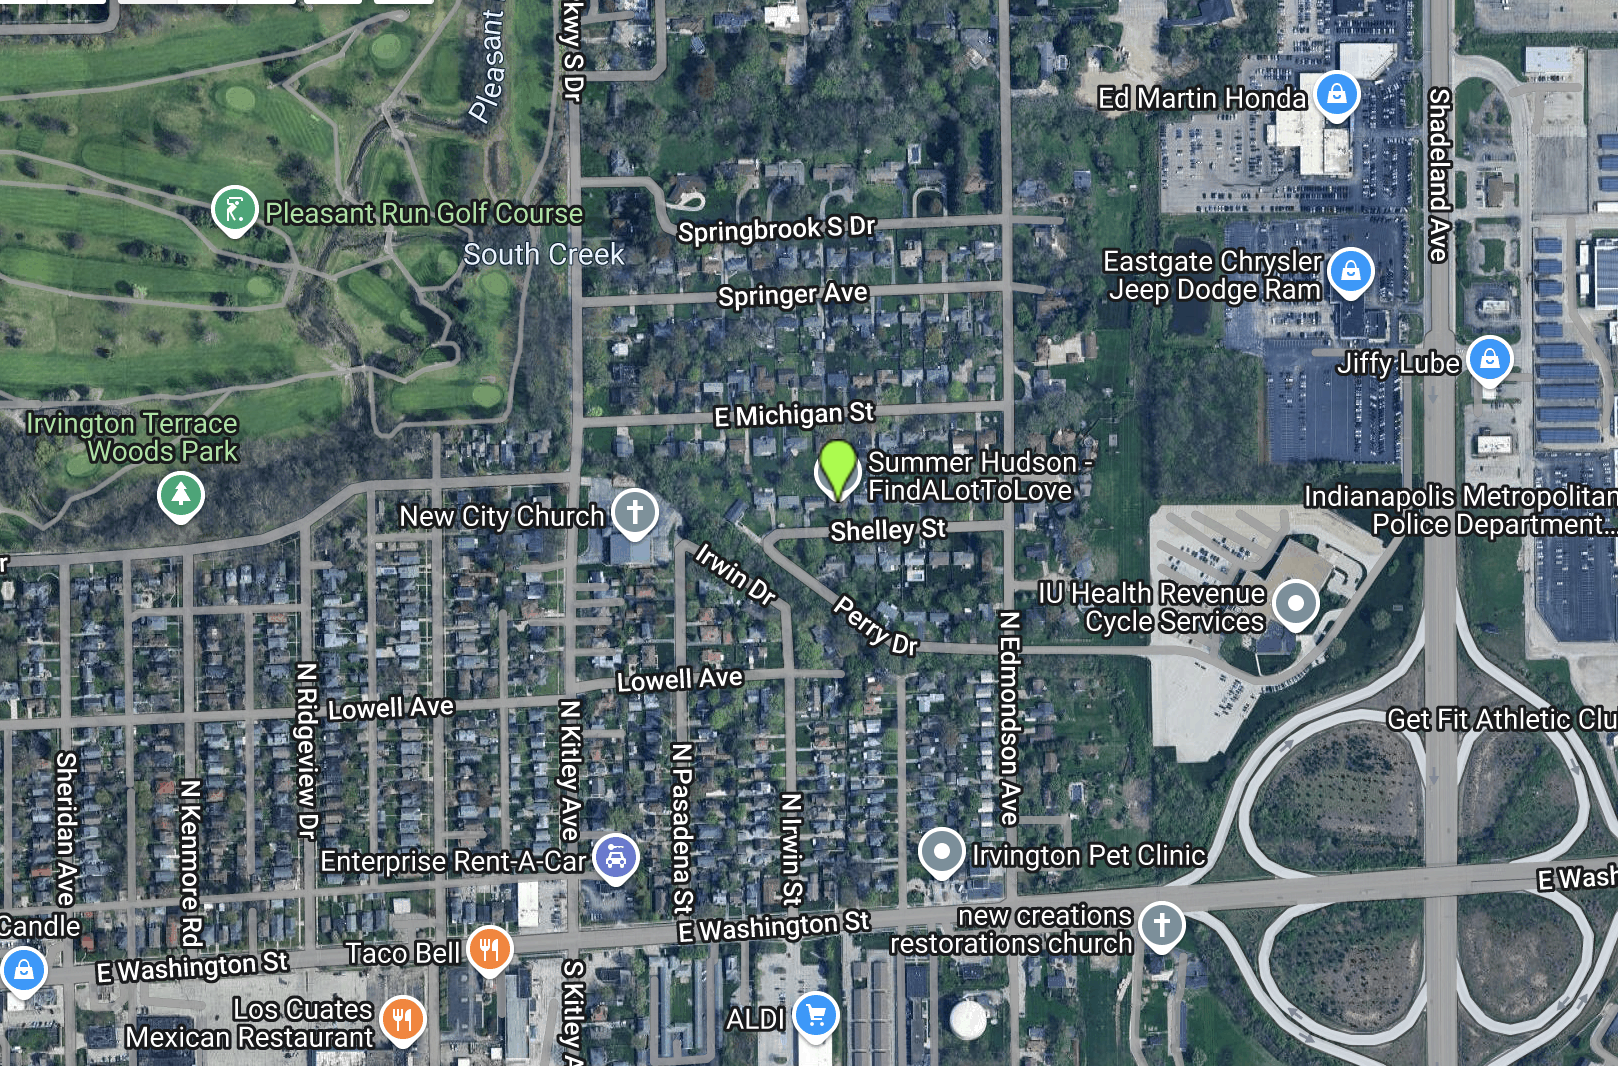 Pleasant
kwy S Dr
Ed Martin Honda
Shadeland Ave
Pleasant Run Golf Course
South Creek
Springbrook S Dr
Eastgate Chrysler
Jeep Dodge Ram
Springer Ave
Jiffy Lube
E Michigan St
Irvington Terrace
Woods Park
Summer Hudson -
FindALotToLove
New City Church
Shelley St
Indianapolis Metropolitan
Police Department...
r
Irwin Dr
Perry Dr
IU Health Revenue
Cycle Services
N Edmondson Ave
Lowell Ave
Lowell Ave
N Ridgeview Dr
N Kitley Ave
Get Fit Athletic Clu
Sheridan Ave
N Kenmore Rd
N Pasadena St
N Irwin St
Enterprise Rent-A-Car
Irvington Pet Clinic
E Wash
Candle
E Washington St
new creations
restorations church
Taco Bell
E Washington St
S Kitley A
Los Cuates
Mexican Restaurant
ALDI